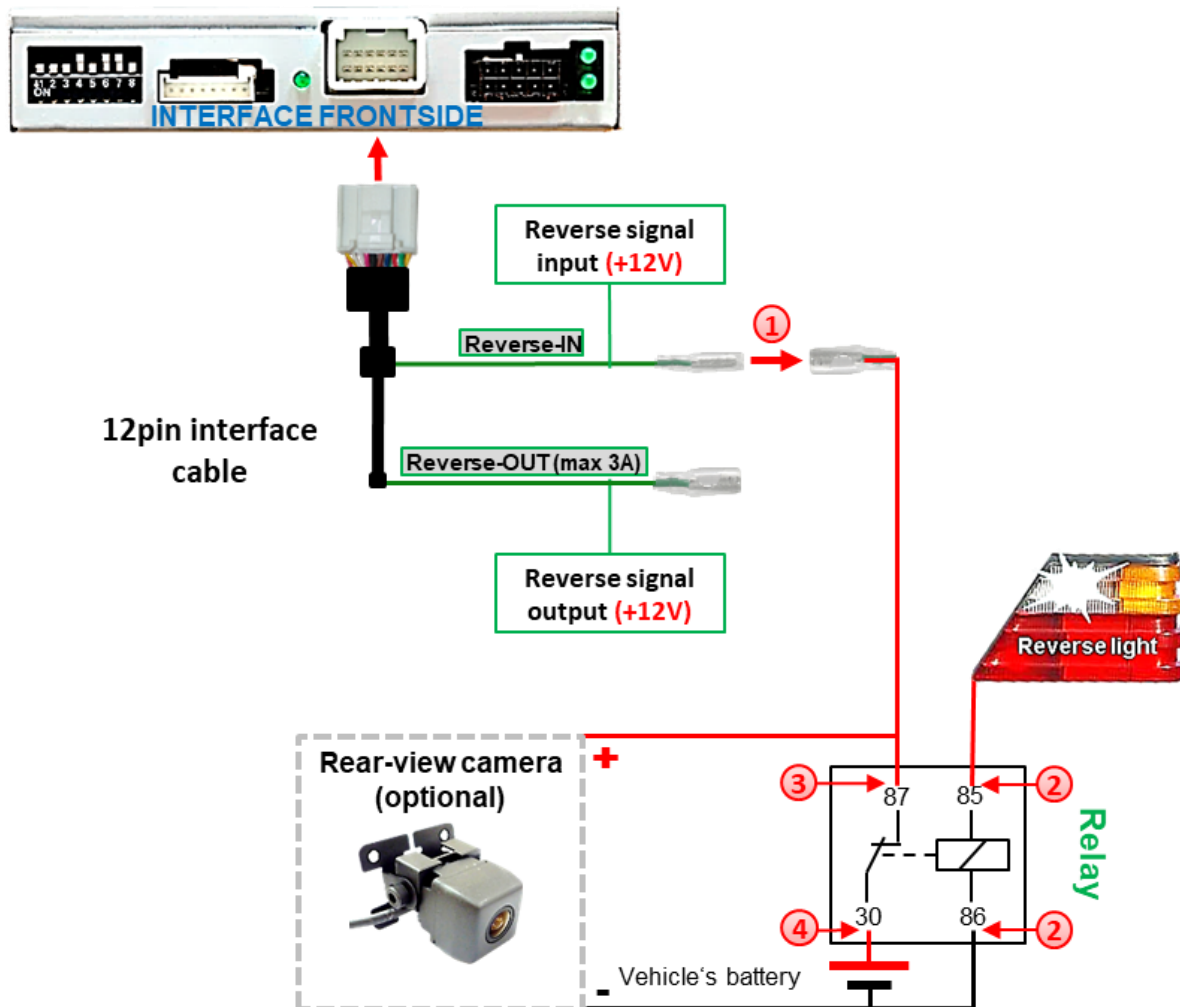 1 2 3 4 5 6 7 8
ON
INTERFACE FRONTSIDE
Reverse signal
input (+12V)
1
Reverse-IN
12pin interface
cable
Reverse-OUT (max 3A)
Reverse signal
output (+12V)
Reverse light
Rear-view camera
(optional)
+
3
87
85
2
Relay
30
86
4
2
-
Vehicle‘s battery